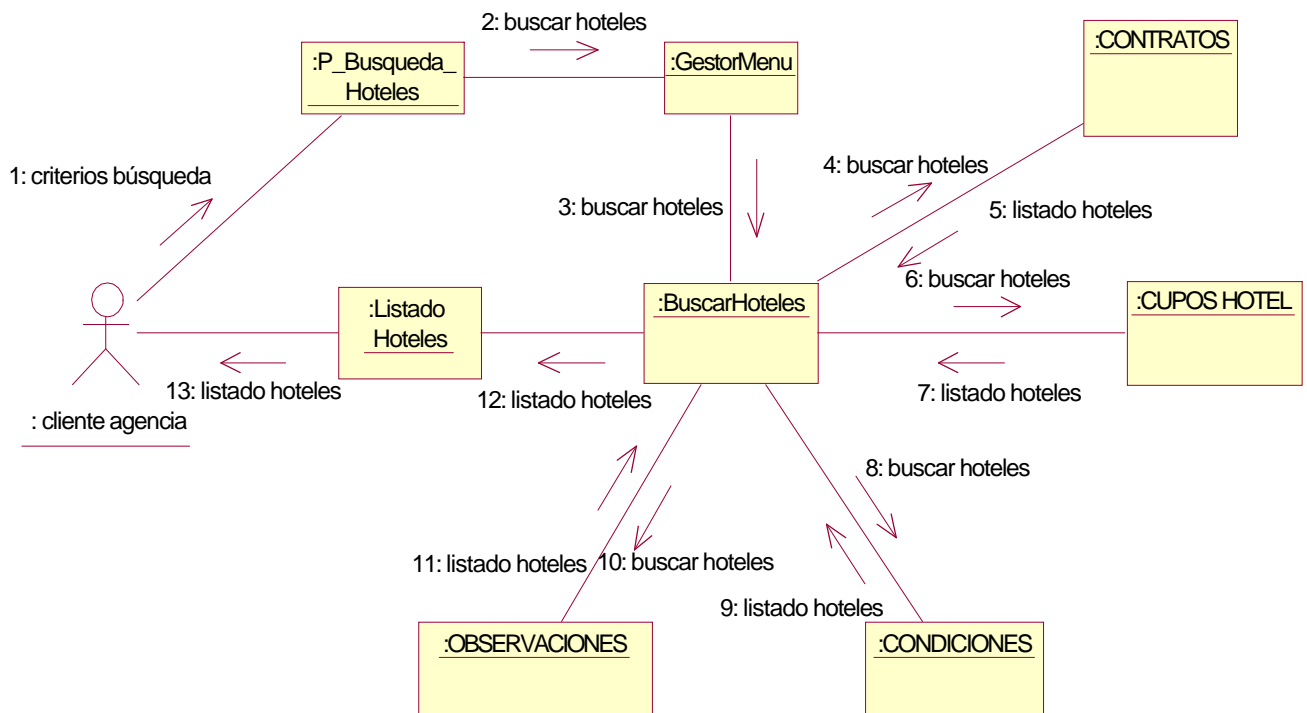 2: buscar hoteles
:P_Busqueda_
Hoteles
:GestorMenu
:CONTRATOS
1: criterios búsqueda
4: buscar hoteles
3: buscar hoteles
5: listado hoteles
6: buscar hoteles
:Listado
Hoteles
:BuscarHoteles
:CUPOS HOTEL
13: listado hoteles
12: listado hoteles
7: listado hoteles
: cliente agencia
8: buscar hoteles
11: listado hoteles
10: buscar hoteles
9: listado hoteles
:OBSERVACIONES
:CONDICIONES